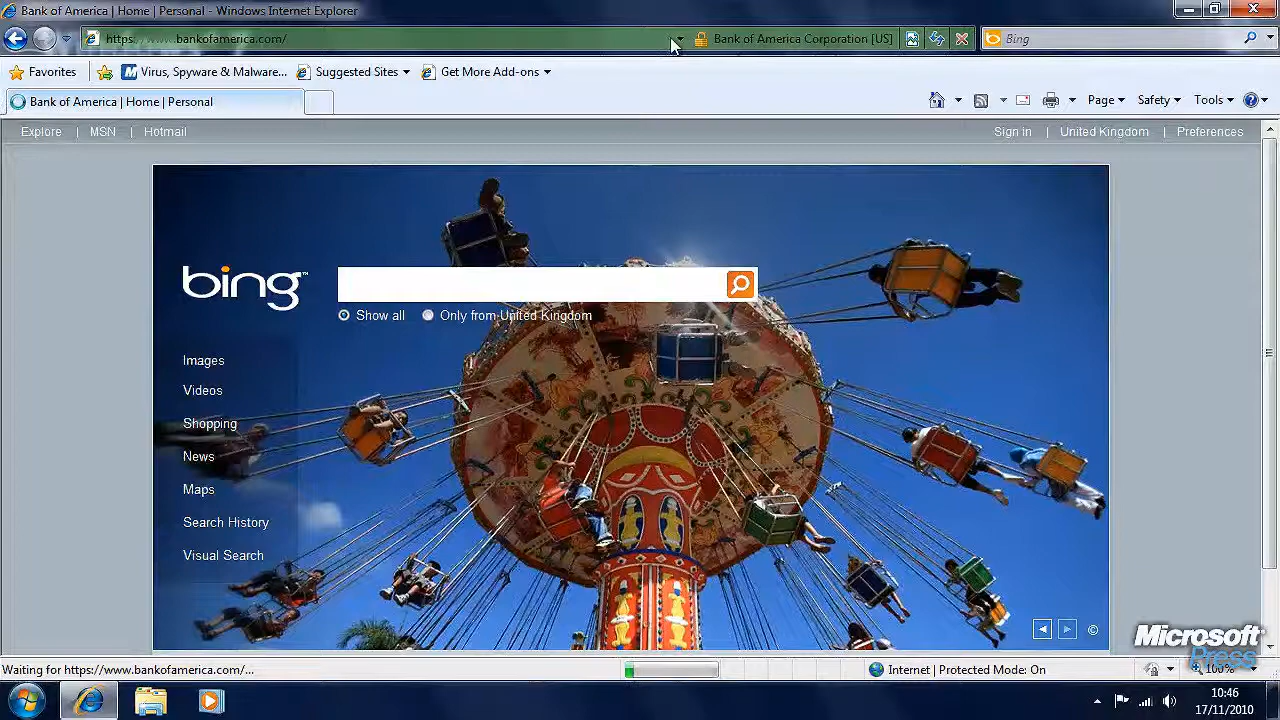 Bank of America | Home | Personal - Windows Internet Explorer
https://www.bankofamerica.com/
Bank of America Corporation [US]
Bing
Favorites
Virus, Spyware & Malware...
Suggested Sites
Get More Add-ons
Bank of America | Home | Personal
Page
Safety
Tools
Explore | MSN | Hotmail
Sign in | United Kingdom | Preferences
bing™
Show all
Only from United Kingdom
Images
Videos
Shopping
News
Maps
Search History
Visual Search
©
Microsoft
Press
Waiting for https://www.bankofamerica.com/...
Internet | Protected Mode: On
100%
10:46
17/11/2010